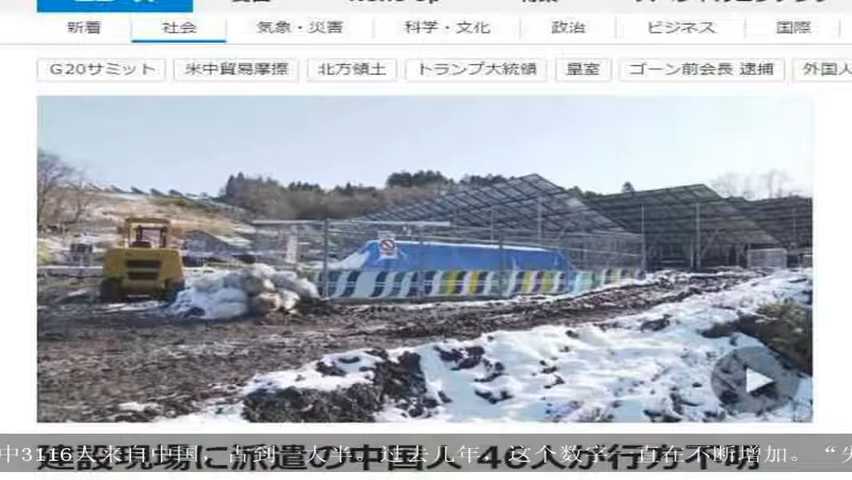 新着 社会 気象・災害 科学・文化 政治 ビジネス 国際
G20サミット 米中貿易摩擦 北方領土 トランプ大統領 皇室 ゴーン前会長 逮捕 外国人
建設現場に派遣の中国人 46人が行方不明
中3116人来自中国，占到一大半。过去几年，这个数字一直在不断增加。“失